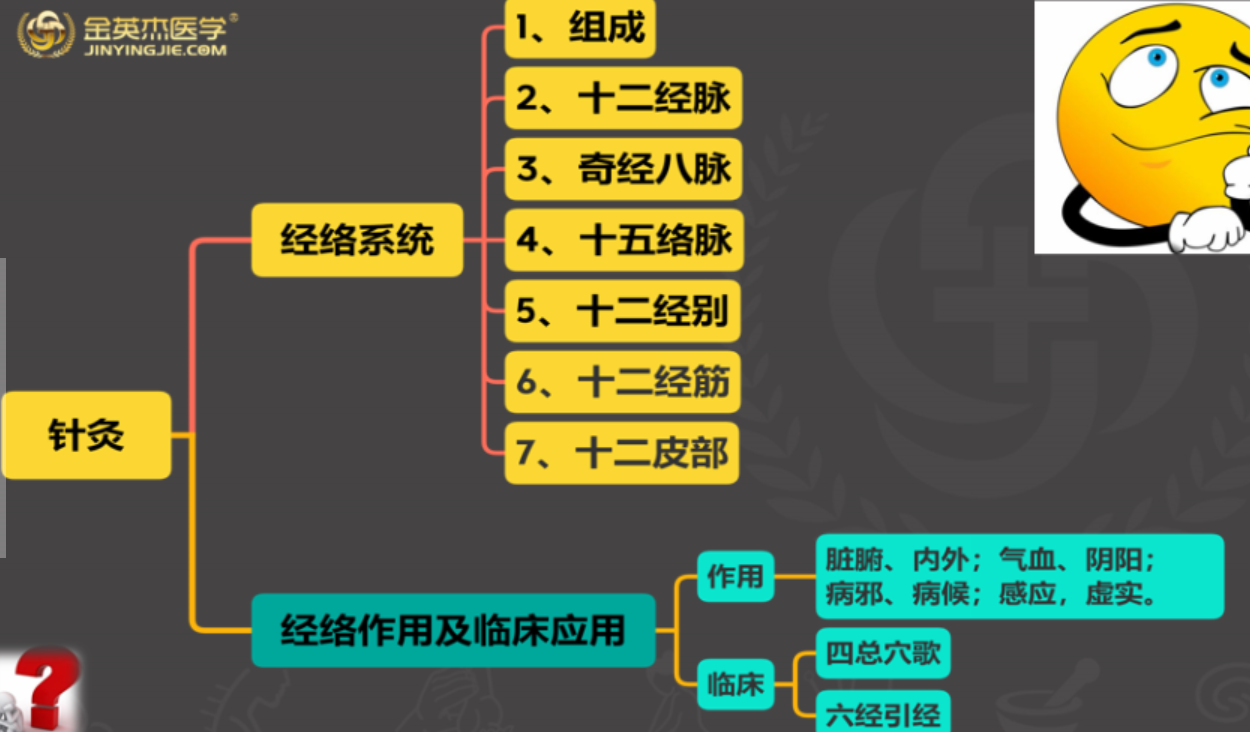 金英杰医学®
JINYINGJIE.COM
1、组成
2、十二经脉
3、奇经八脉
经络系统
4、十五络脉
5、十二经别
6、十二经筋
7、十二皮部
针灸
经络作用及临床应用
作用
脏腑、内外；气血、阴阳；
病邪、病候；感应，虚实。
临床
四总穴歌
六经引经
?